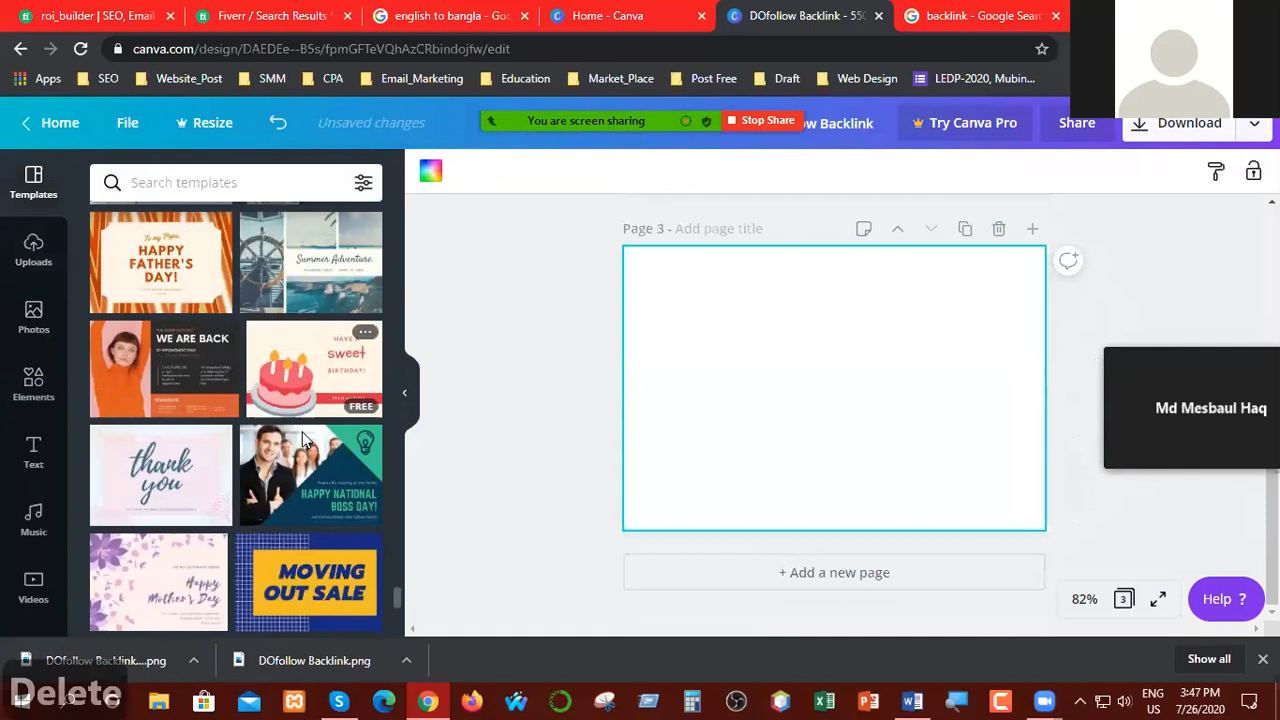 roi_builder | SEO, Email
Fiverr / Search Results
english to bangla - Go
Home - Canva
DOfollow Backlink - 550
backlink - Google Sear
canva.com/design/DAEDEe--B5s/fpmGFTeVQhAzCRbindojfw/edit
Apps
SEO
Website_Post
SMM
CPA
Email_Marketing
Education
Market_Place
Post Free
Draft
Web Design
LEDP-2020, Mubin...
Home
File
Resize
Unsaved changes
You are screen sharing
Stop Share
low Backlink
Try Canva Pro
Share
Download
Templates
Search templates
Uploads
Photos
Elements
Text
Music
Videos
HAPPY
FATHER'S
DAY!
Summer Adventure
WE ARE BACK
HAVE A
sweet
BIRTHDAY!
FREE
thank
you
HAPPY NATIONAL
BOSS DAY!
Happy
Mother's Day
MOVING
OUT SALE
Page 3 - Add page title
+ Add a new page
Md Mesbaul Haq
82%
3
Help ?
DOfollow Backlink....png
DOfollow Backlink.png
Show all
Delete
ENG
US
3:47 PM
7/26/2020